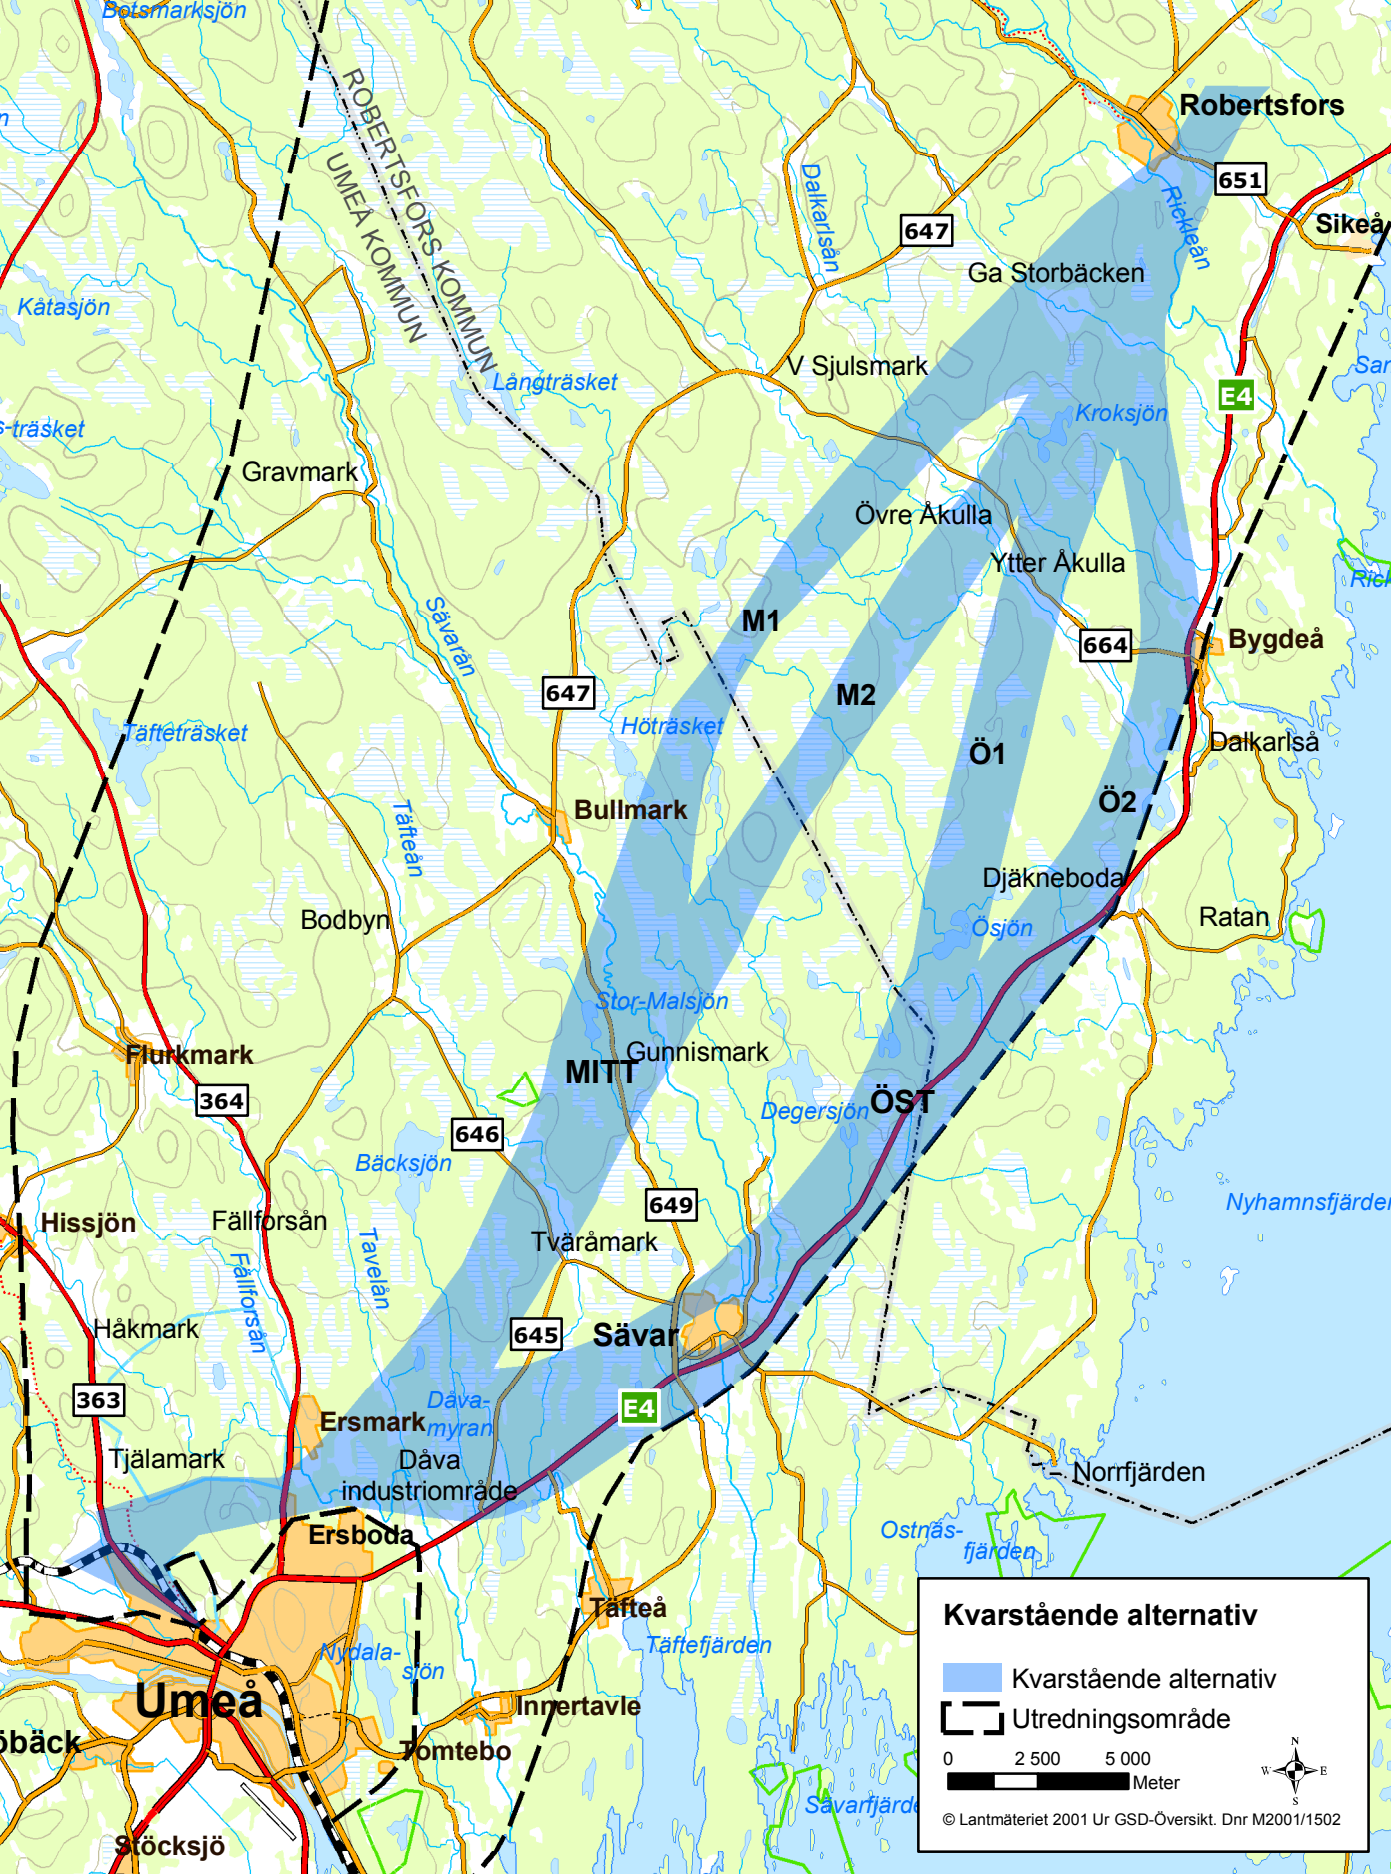 Botsmarksjön
ROBERTSFORS KOMMUN
UMEÅ KOMMUN
Robertsfors
651
Sikeå
Rickleån
Dalkarlsån
647
Ga Storbäcken
Kåtasjön
Långträsket
V Sjulsmark
E4
Kroksjön
s-träsket
Gravmark
Övre Åkulla
Ytter Åkulla
Sävarån
M1
664
Bygdeå
647
M2
Höträsket
Täfteträsket
Ö1
Dalkarlså
Ö2
Bullmark
Täfteån
Djäkneboda
Bodbyn
Ösjön
Ratan
Stor-Malsjön
Flurkmark
Gunnismark
MITT
364
Degersjön
ÖST
646
Bäcksjön
Nyhamnsfjärden
649
Hissjön
Fällforsån
Tväråmark
Tavelån
Fällforsån
Håkmark
645
Sävar
363
Dåva-
myran
E4
Ersmark
Tjälamark
Dåva
industriområde
Norrfjärden
Ersboda
Ostnäs-
fjärden
Täfteå
Täftefjärden
Nydala-
sjön
Umeå
Innertavle
öbäck
Tomtebo
Sävarfjärde
Stöcksjö
Kvarstående alternativ
Kvarstående alternativ
Utredningsområde
0 2 500 5 000
Meter
N
W E
S
© Lantmäteriet 2001 Ur GSD-Översikt. Dnr M2001/1502